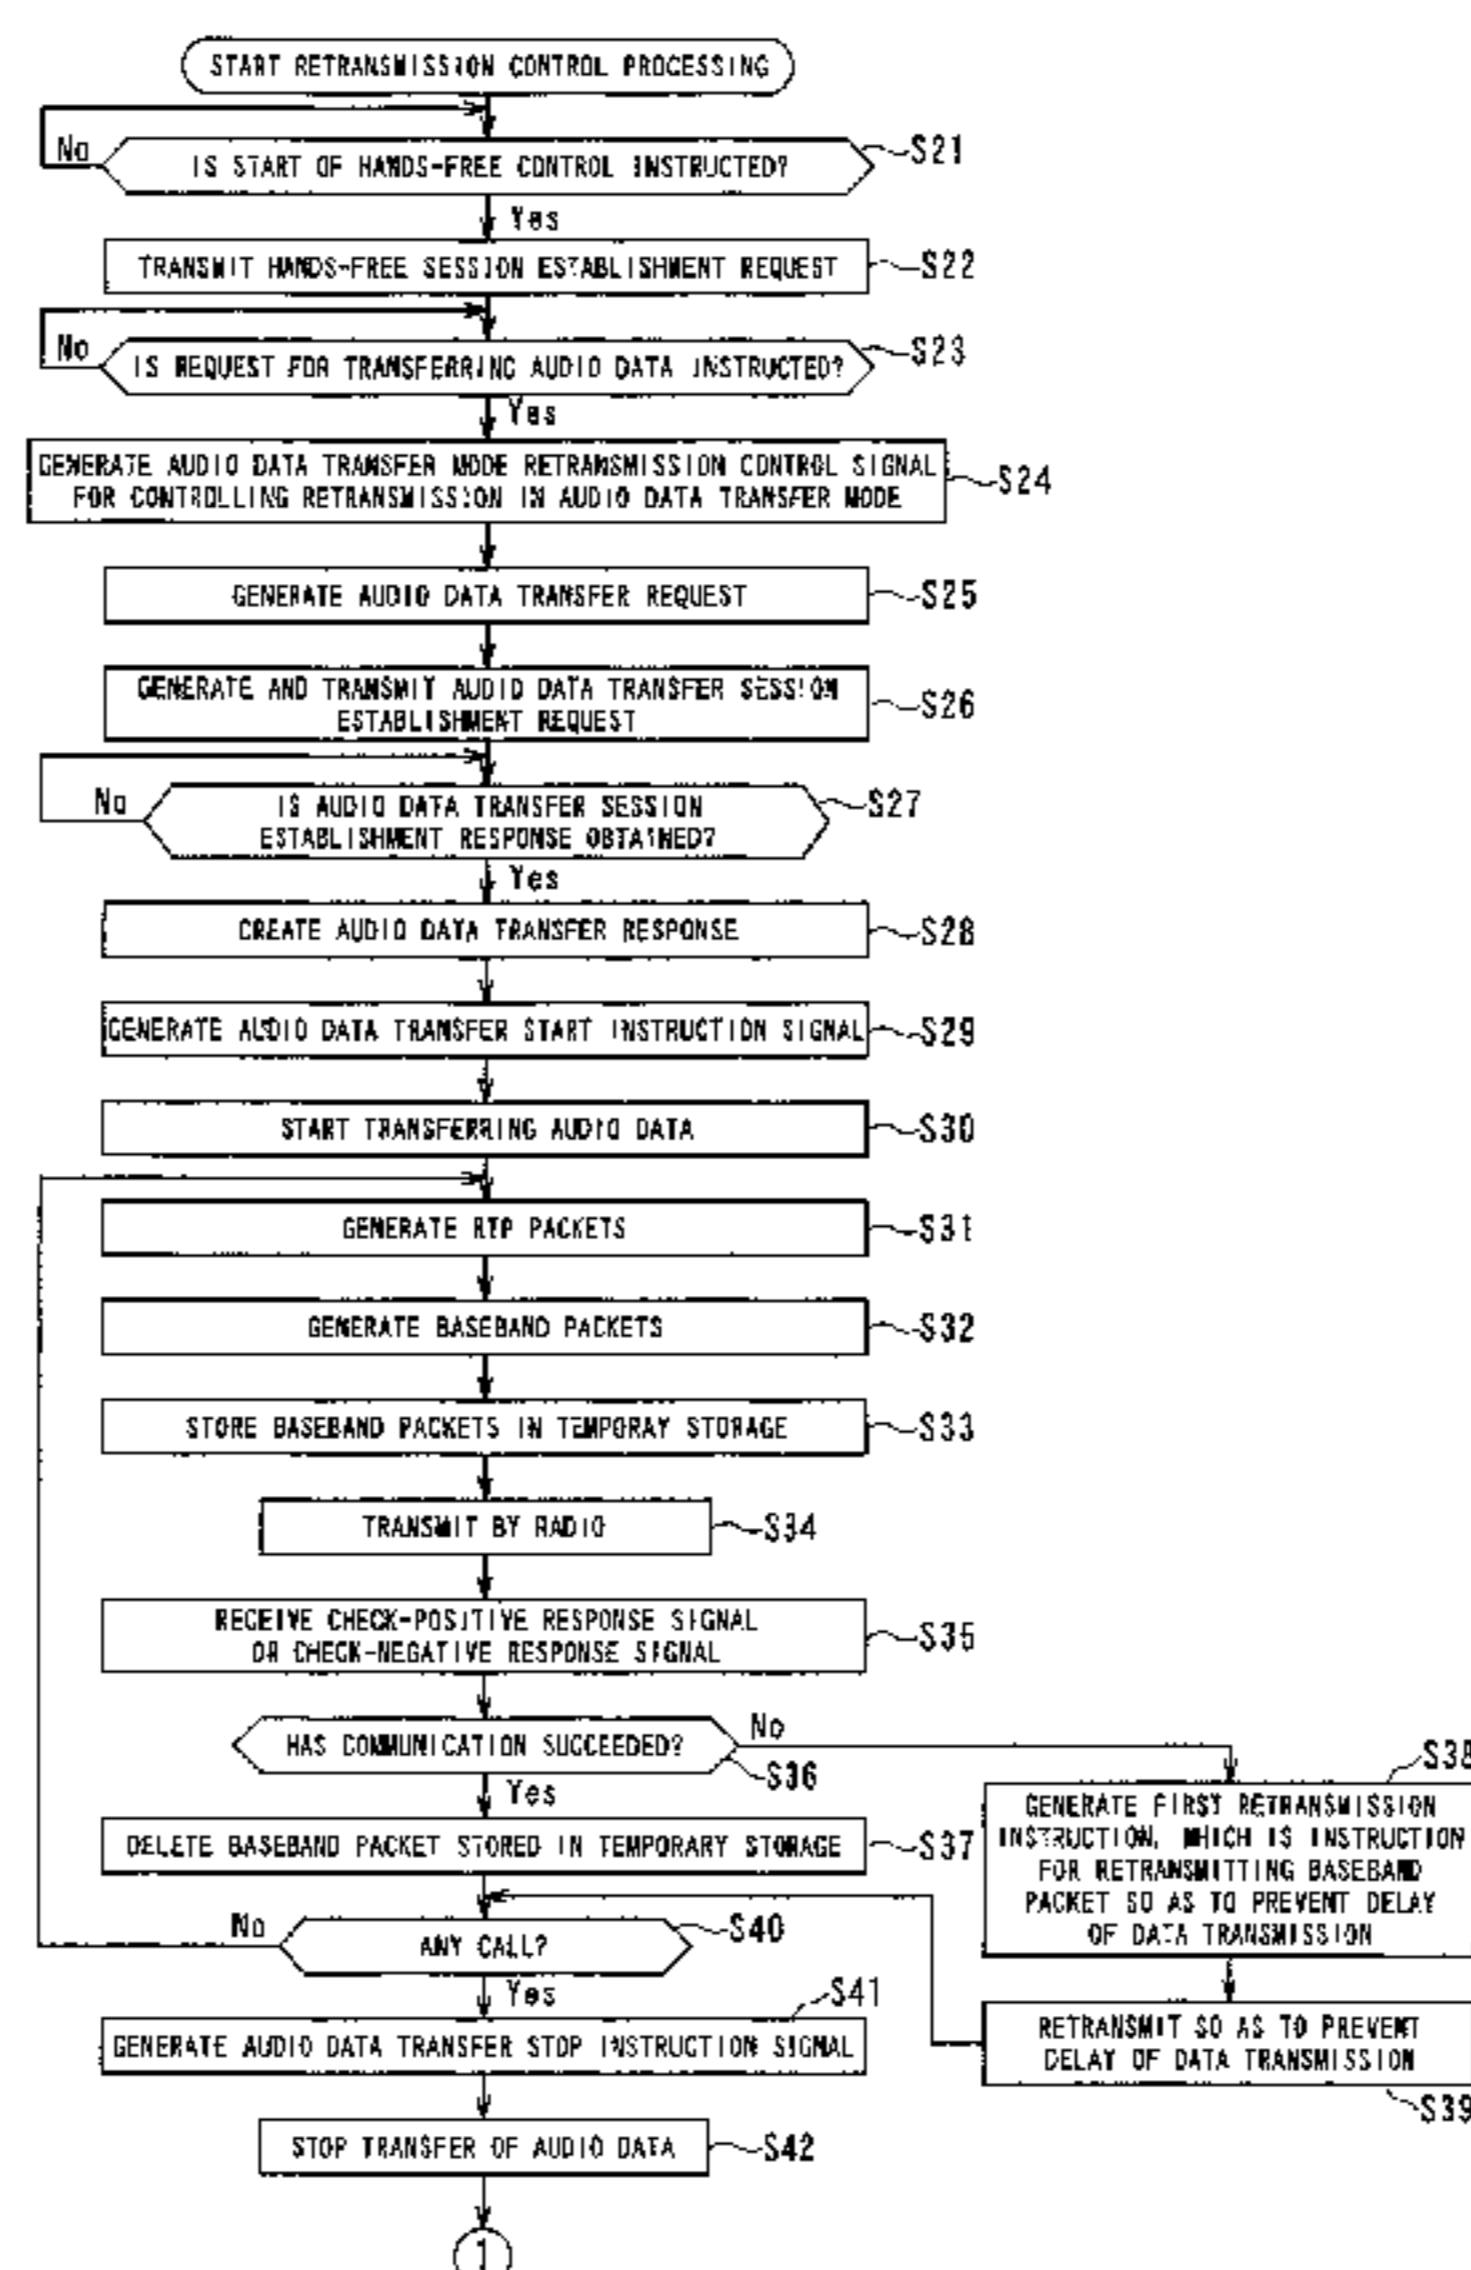 START RETRANSMISSION CONTROL PROCESSING
No
IS START OF HANDS-FREE CONTROL INSTRUCTED?
S21
Yes
TRANSMIT HANDS-FREE SESSION ESTABLISHMENT REQUEST
S22
No
IS REQUEST FOR TRANSFERRING AUDIO DATA INSTRUCTED?
S23
Yes
GENERATE AUDIO DATA TRANSFER MODE RETRANSMISSION CONTROL SIGNAL
FOR CONTROLLING RETRANSMISSION IN AUDIO DATA TRANSFER MODE
S24
GENERATE AUDIO DATA TRANSFER REQUEST
S25
GENERATE AND TRANSMIT AUDIO DATA TRANSFER SESSION
ESTABLISHMENT REQUEST
S26
No
IS AUDIO DATA TRANSFER SESSION
ESTABLISHMENT RESPONSE OBTAINED?
S27
Yes
CREATE AUDIO DATA TRANSFER RESPONSE
S28
GENERATE AUDIO DATA TRANSFER START INSTRUCTION SIGNAL
S29
START TRANSFERRING AUDIO DATA
S30
GENERATE RTP PACKETS
S31
GENERATE BASEBAND PACKETS
S32
STORE BASEBAND PACKETS IN TEMPORAY STORAGE
S33
TRANSMIT BY RADIO
S34
RECEIVE CHECK-POSITIVE RESPONSE SIGNAL
OR CHECK-NEGATIVE RESPONSE SIGNAL
S35
HAS COMMUNICATION SUCCEEDED?
No
S36
Yes
DELETE BASEBAND PACKET STORED IN TEMPORARY STORAGE
S37
S38
GENERATE FIRST RETRANSMISSION
INSTRUCTION, WHICH IS INSTRUCTION
FOR RETRANSMITTING BASEBAND
PACKET SO AS TO PREVENT DELAY
OF DATA TRANSMISSION
No
ANY CALL?
S40
Yes
S41
GENERATE AUDIO DATA TRANSFER STOP INSTRUCTION SIGNAL
RETRANSMIT SO AS TO PREVENT
DELAY OF DATA TRANSMISSION
S39
STOP TRANSFER OF AUDIO DATA
S42
1